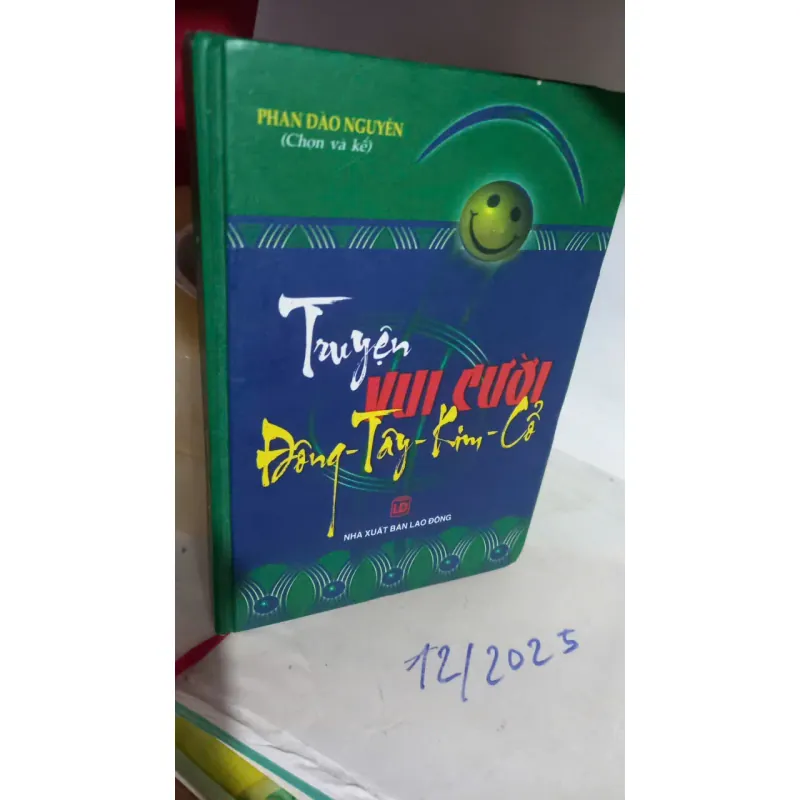 PHAN ĐÀO NGUYÊN
(Chọn và kể)
Truyện
VUI CƯỜI
Đông-Tây-Kim-Cổ
LĐ
NHÀ XUẤT BẢN LAO ĐỘNG
12/2025